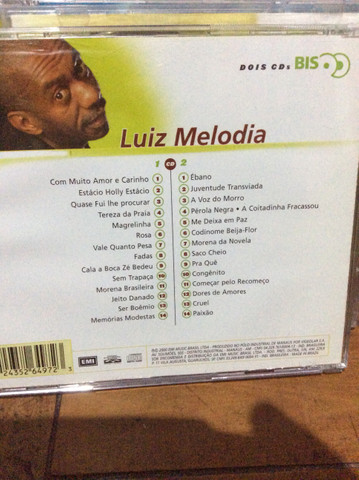 DOIS CDs BIS
Luiz Melodia
1 CD 2
Com Muito Amor e Carinho 1
Estácio Holly Estácio 2
Quase Fui lhe procurar 3
Tereza da Praia 4
Magrelinha 5
Rosa 6
Vale Quanto Pesa 7
Fadas 8
Cala a Boca Zé Bedeu 9
Sem Trapaça 10
Morena Brasileira 11
Jeito Danado 12
Ser Boêmio 13
Memórias Modestas 14
1 Ébano
2 Juventude Transviada
3 A Voz do Morro
4 Pérola Negra • A Coitadinha Fracassou
5 Me Deixa em Paz
6 Codinome Beija-Flor
7 Morena da Novela
8 Saco Cheio
9 Pra Quê
10 Congênito
11 Começar pelo Recomeço
12 Dores de Amores
13 Cruel
14 Paixão
24352 64972
EMI